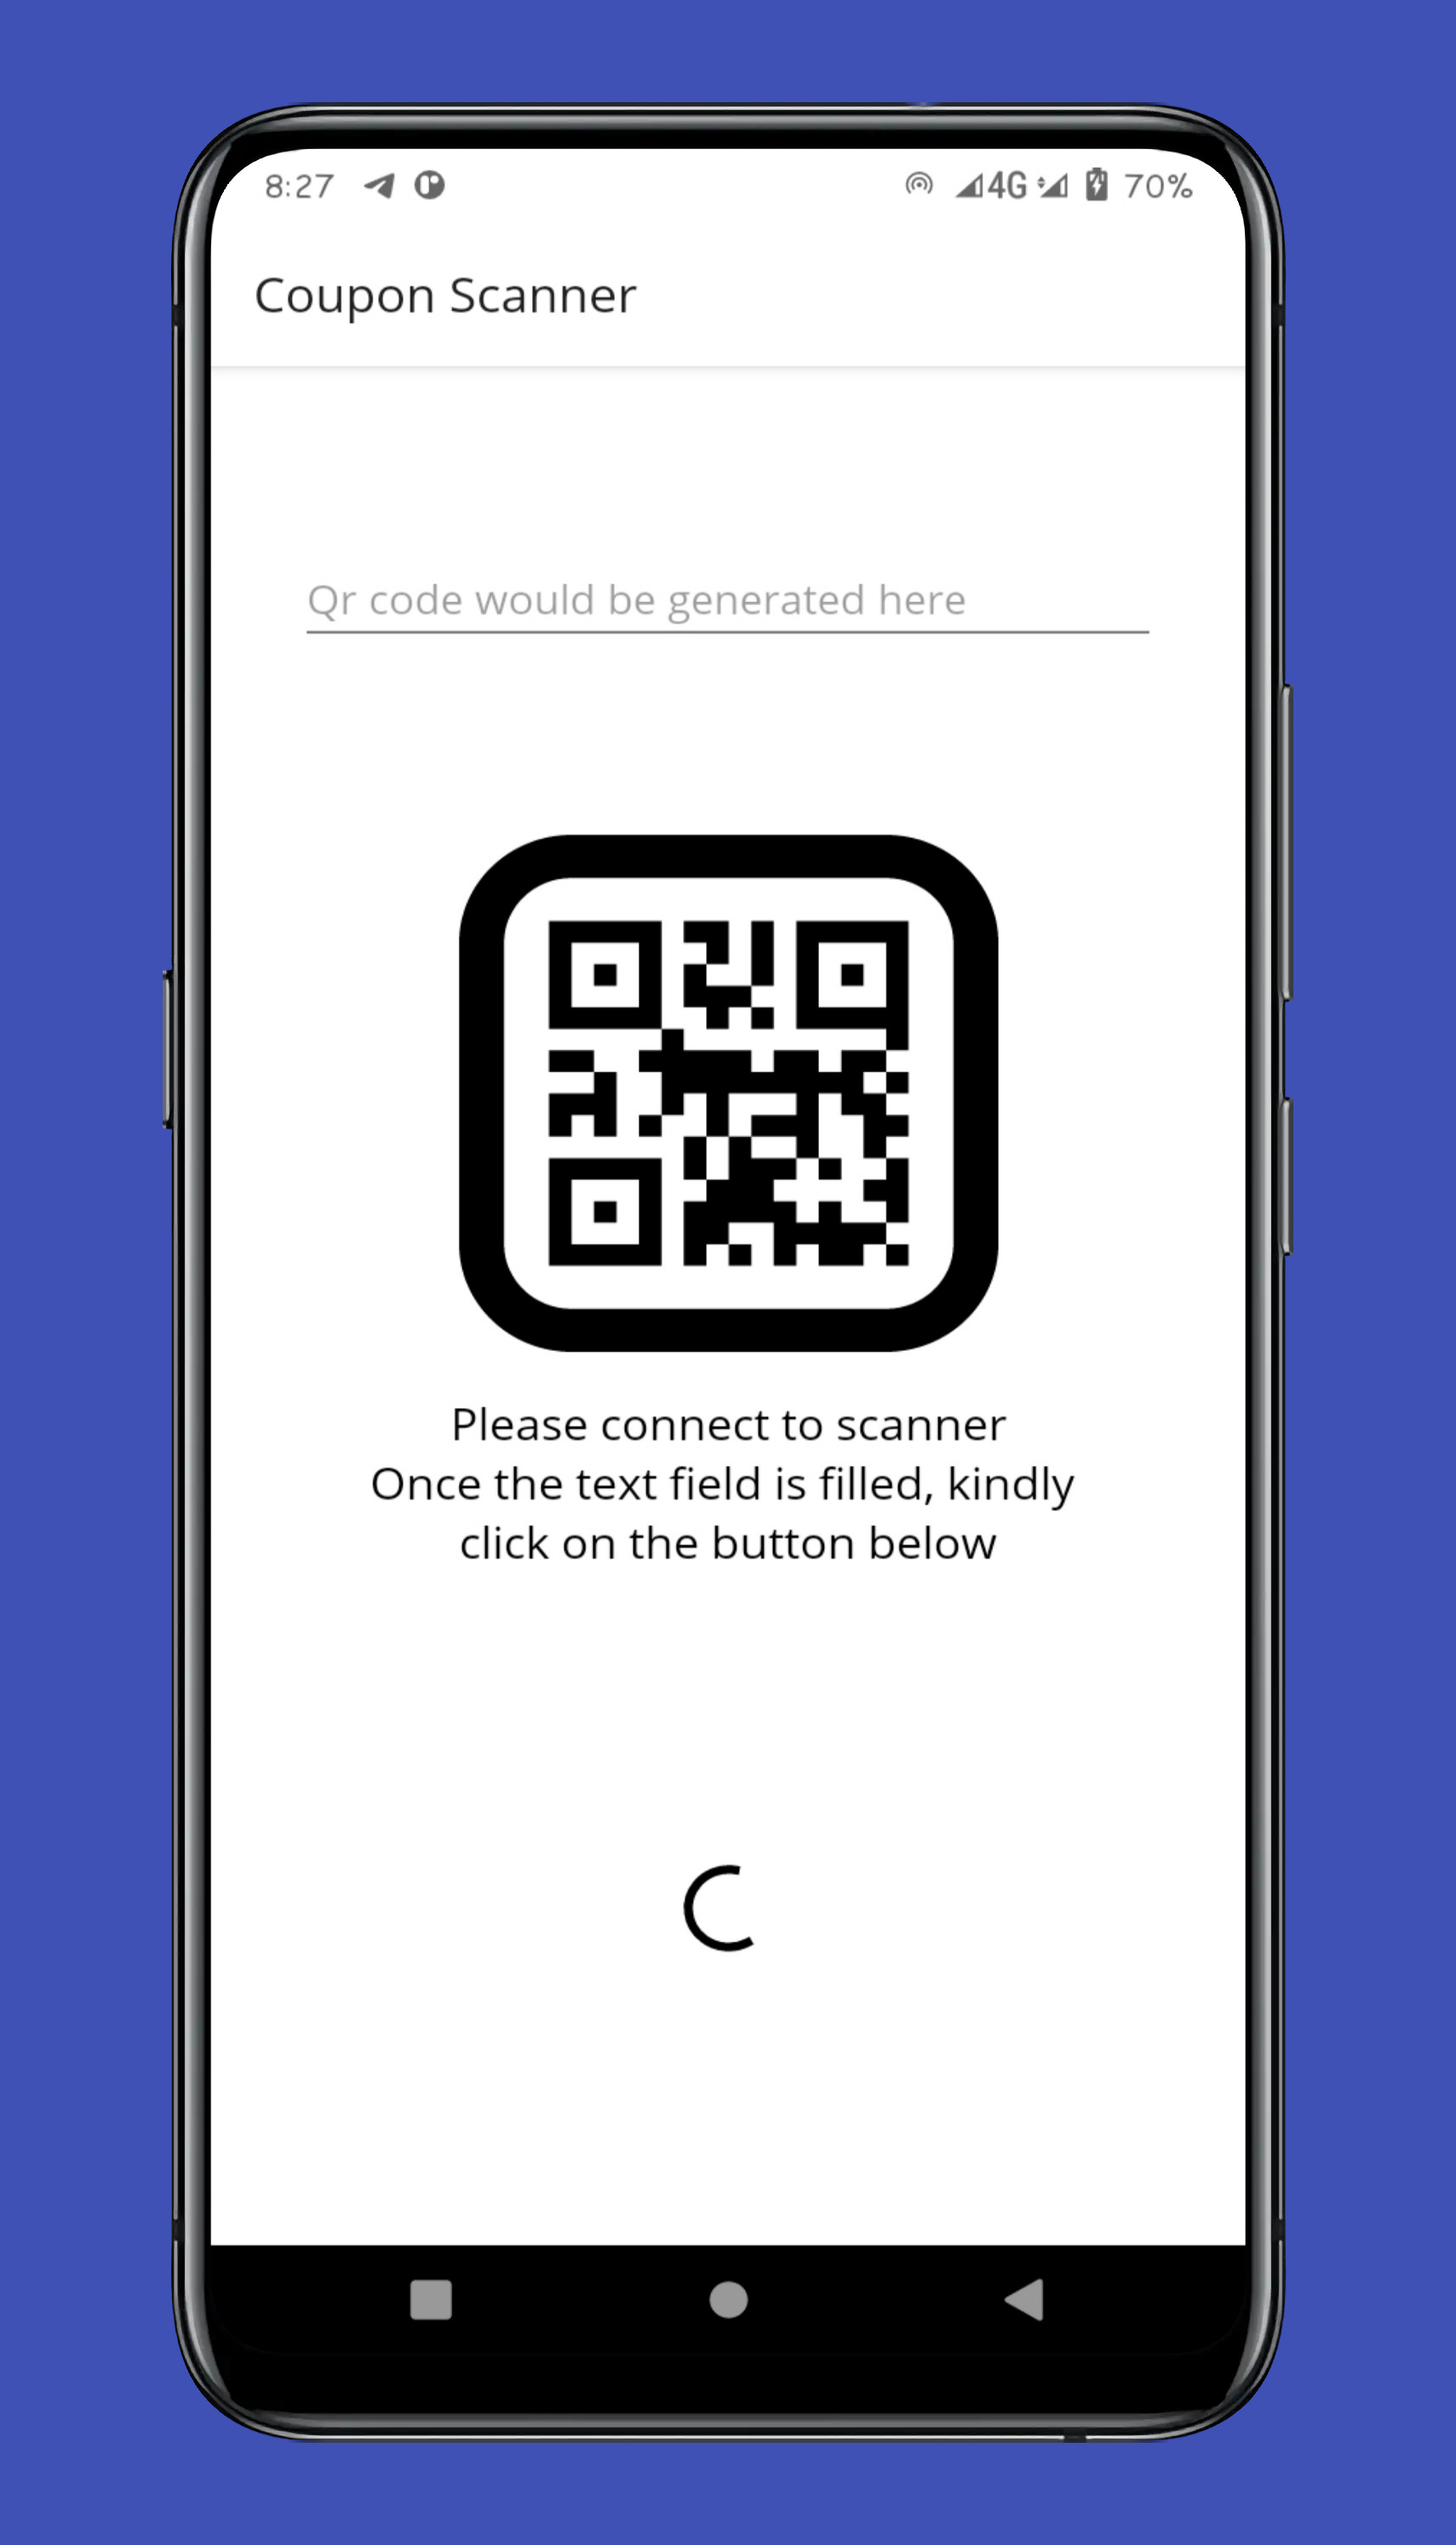 8:27 4G 70%
Coupon Scanner
Qr code would be generated here
Please connect to scanner
Once the text field is filled, kindly
click on the button below